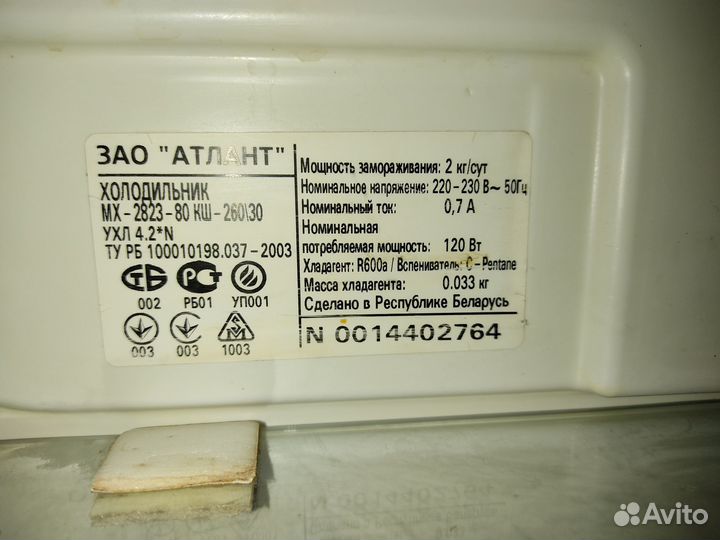 ЗАО "АТЛАНТ"
ХОЛОДИЛЬНИК
МХ - 2823 - 80 КШ - 260\30
УХЛ 4.2*N
ТУ РБ 100010198.037 - 2003
002 РБ01 УП001
003 003 1003
Мощность замораживания: 2 кг/сут
Номинальное напряжение: 220 - 230 В~ 50Гц
Номинальный ток: 0,7 А
Номинальная
потребляемая мощность: 120 Вт
Хладагент: R600a / Вспениватель: C - Pentane
Масса хладагента: 0.033 кг
Сделано в Республике Беларусь
N 0014402764
Avito